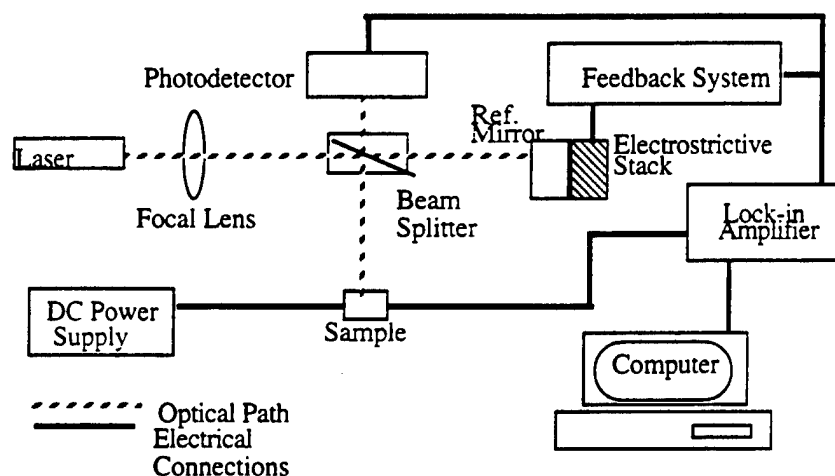 Photodetector
Feedback System
Ref.
Mirror
Electrostrictive
Stack
Laser
Focal Lens
Beam
Splitter
Lock-in
Amplifier
DC Power
Supply
Sample
Computer
Optical Path
Electrical
Connections